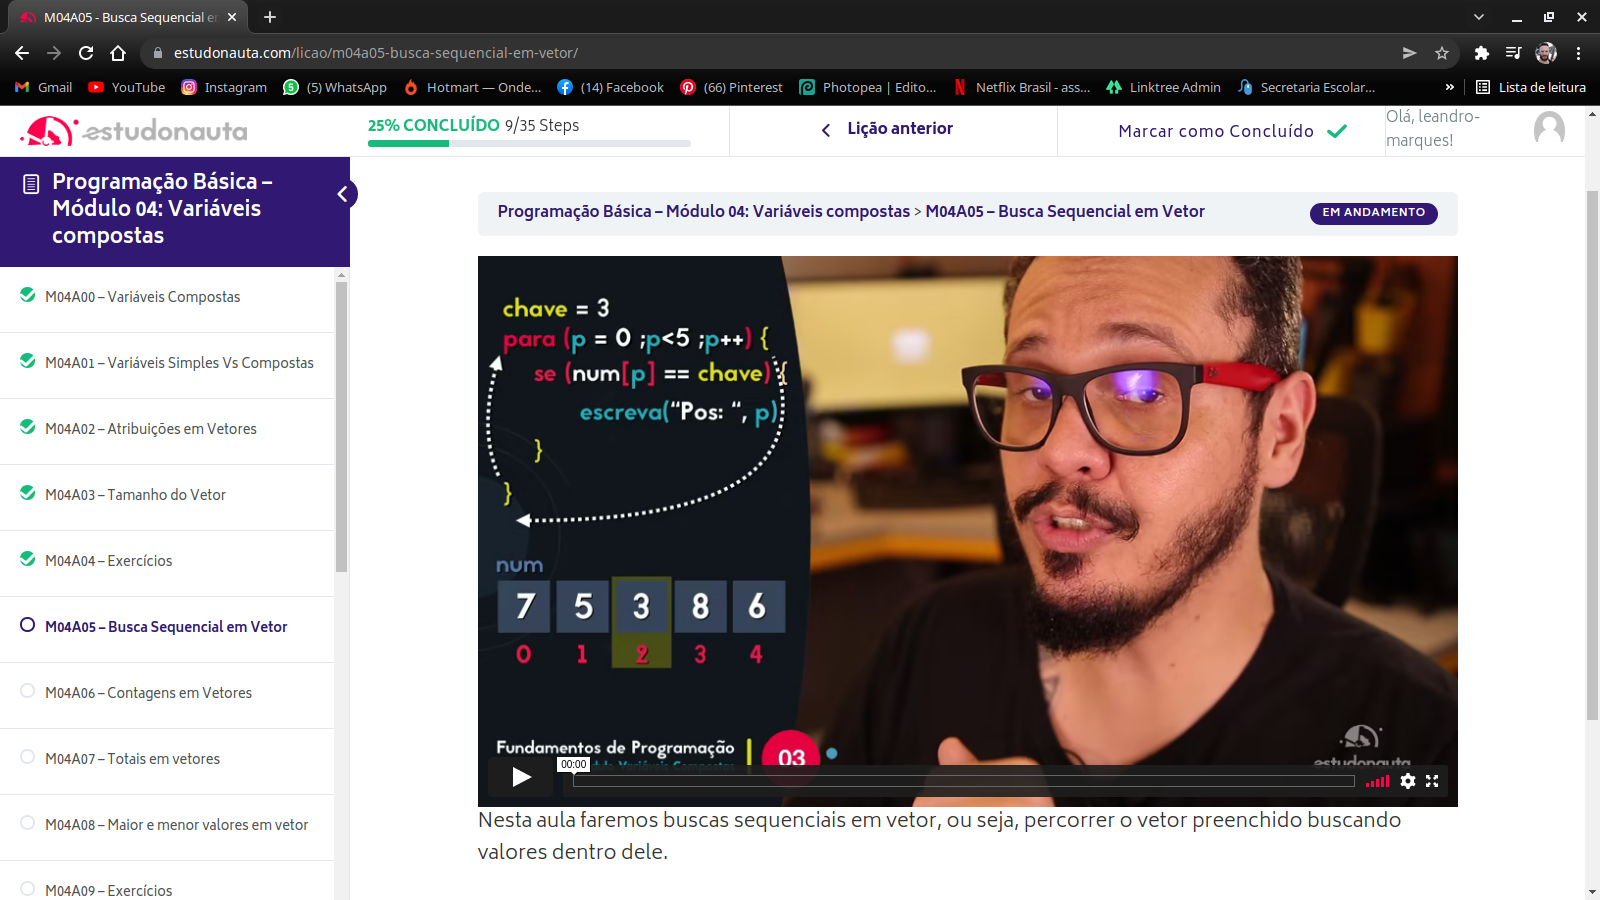 M04A05 - Busca Sequencial em
estudonauta.com/licao/m04a05-busca-sequencial-em-vetor/
Gmail
YouTube
Instagram
(5) WhatsApp
Hotmart — Onde...
(14) Facebook
(66) Pinterest
Photopea | Edito...
Netflix Brasil - ass...
Linktree Admin
Secretaria Escolar...
»
Lista de leitura
estudonauta
25% CONCLUÍDO 9/35 Steps
Lição anterior
Marcar como Concluído
Olá, leandro-
marques!
Programação Básica –
Módulo 04: Variáveis
compostas
M04A00 – Variáveis Compostas
M04A01 – Variáveis Simples Vs Compostas
M04A02 – Atribuições em Vetores
M04A03 – Tamanho do Vetor
M04A04 – Exercícios
M04A05 – Busca Sequencial em Vetor
M04A06 – Contagens em Vetores
M04A07 – Totais em vetores
M04A08 – Maior e menor valores em vetor
M04A09 – Exercícios
Programação Básica – Módulo 04: Variáveis compostas > M04A05 – Busca Sequencial em Vetor
EM ANDAMENTO
chave = 3
para (p = 0 ;p<5 ;p++) {
se (num[p] == chave) {
escreva(“Pos: “, p)
}
}
num
7 5 3 8 6
0 1 2 3 4
Fundamentos de Programação
Variáveis Compostas
03
estudonauta
00:00
Nesta aula faremos buscas sequenciais em vetor, ou seja, percorrer o vetor preenchido buscando
valores dentro dele.